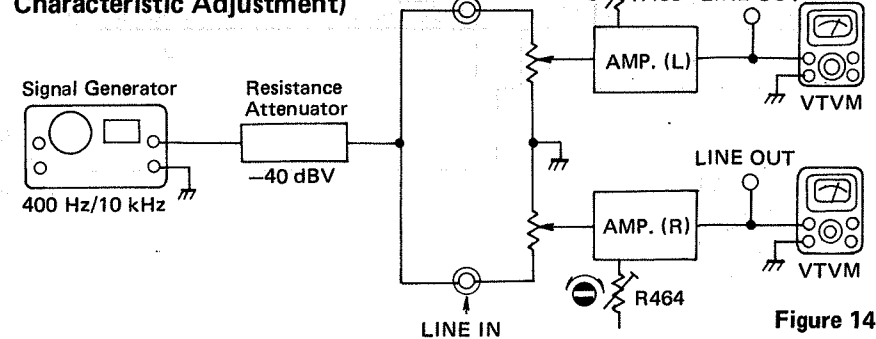 Characteristic Adjustment)
AMP. (L)
VTVM
Signal Generator
Resistance
Attenuator
−40 dBV
400 Hz/10 kHz
LINE OUT
AMP. (R)
VTVM
R464
LINE IN
Figure 14